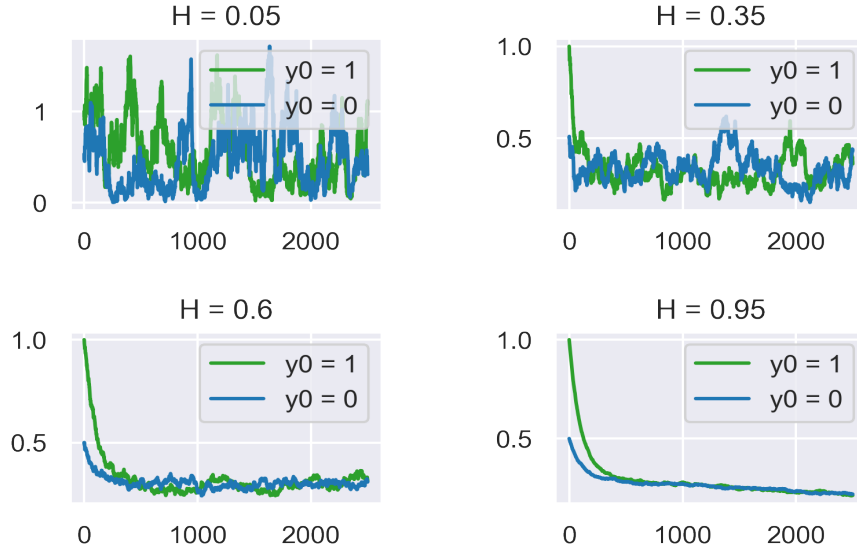 H = 0.05
y0 = 1
y0 = 0
1
0
0
1000
2000
H = 0.35
1.0
y0 = 1
y0 = 0
0.5
0
1000
2000
H = 0.6
1.0
y0 = 1
y0 = 0
0.5
0
1000
2000
H = 0.95
1.0
y0 = 1
y0 = 0
0.5
0
1000
2000